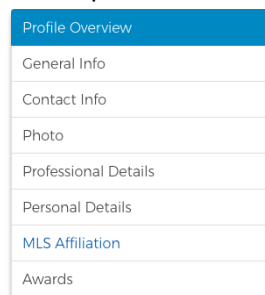 Profile Overview
General Info
Contact Info
Photo
Professional Details
Personal Details
MLS Affiliation
Awards